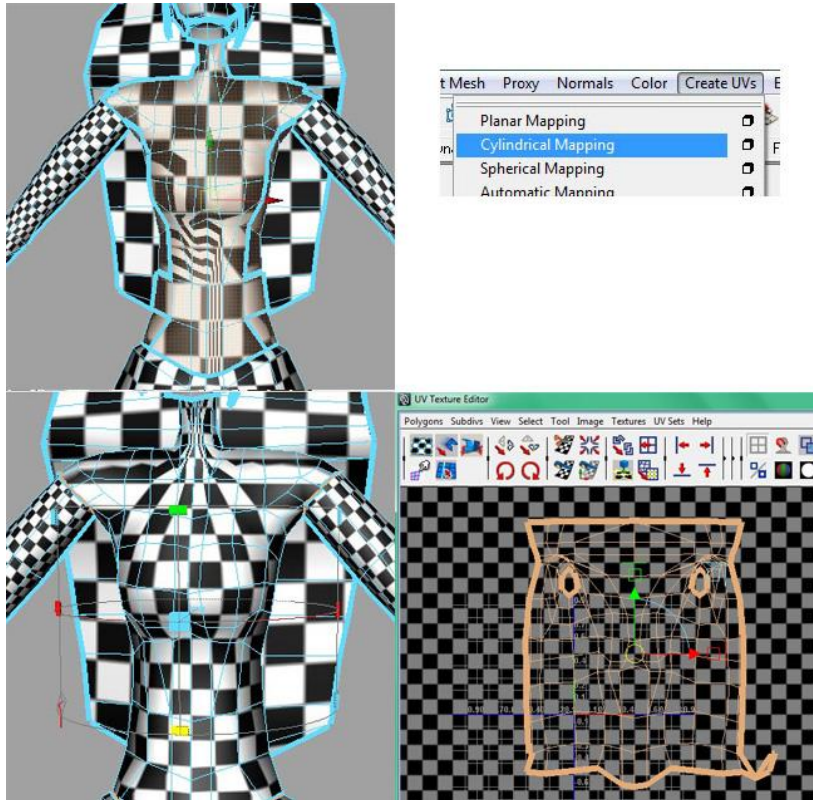 t Mesh Proxy Normals Color Create UVs E
Planar Mapping
Cylindrical Mapping
Spherical Mapping
Automatic Mapping
F
UV Texture Editor
Polygons Subdivs View Select Tool Image Textures UV Sets Help